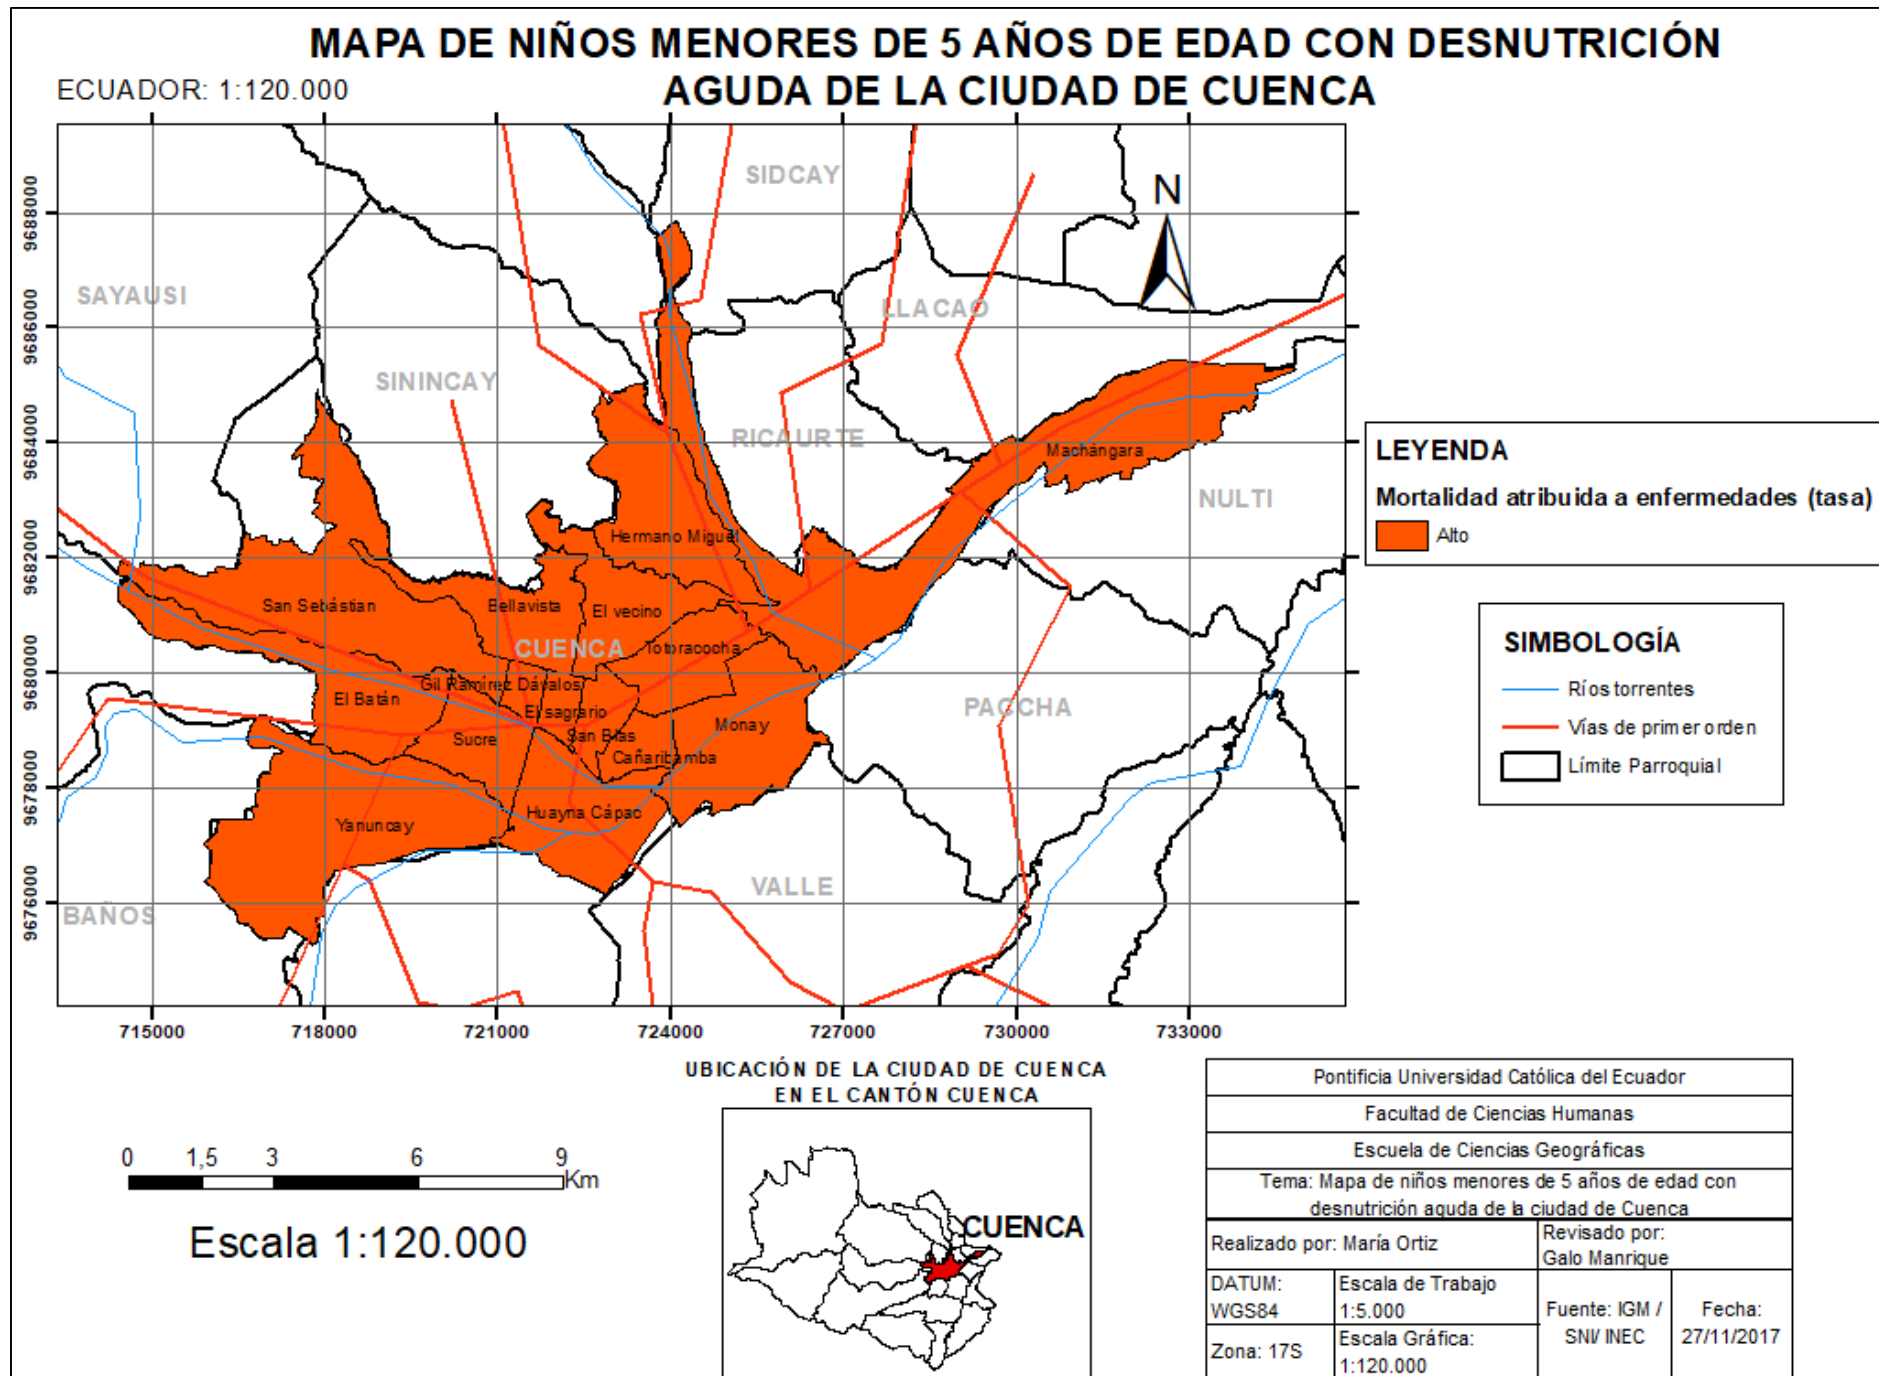 MAPA DE NIÑOS MENORES DE 5 AÑOS DE EDAD CON DESNUTRICIÓN
AGUDA DE LA CIUDAD DE CUENCA
ECUADOR: 1:120.000
SIDCAY
N
SAYAUSI
LLACAO
SININCAY
RICAURTE
Machángara
NULTI
Hermano Miguel
San Sebástian
Bellavista
El vecino
CUENCA
Totoracocha
Gil Ramírez Dávalos
El Batán
El sagrario
PACCHA
Monay
San Blas
Sucre
Cañaribamba
Huayna Cápac
Yanuncay
VALLE
BAÑOS
9688000
9686000
9684000
9682000
9680000
9678000
9676000
715000 718000 721000 724000 727000 730000 733000
LEYENDA
Mortalidad atribuida a enfermedades (tasa)
Alto
SIMBOLOGÍA
Ríos torrentes
Vías de primer orden
Límite Parroquial
0 1,5 3 6 9
Km
Escala 1:120.000
UBICACIÓN DE LA CIUDAD DE CUENCA
EN EL CANTÓN CUENCA
CUENCA
Pontificia Universidad Católica del Ecuador
Facultad de Ciencias Humanas
Escuela de Ciencias Geográficas
Tema: Mapa de niños menores de 5 años de edad con
desnutrición aguda de la ciudad de Cuenca
Realizado por: María Ortiz
Revisado por:
Galo Manrique
DATUM:
WGS84
Escala de Trabajo
1:5.000
Fuente: IGM /
SNI/ INEC
Fecha:
27/11/2017
Zona: 17S
Escala Gráfica:
1:120.000